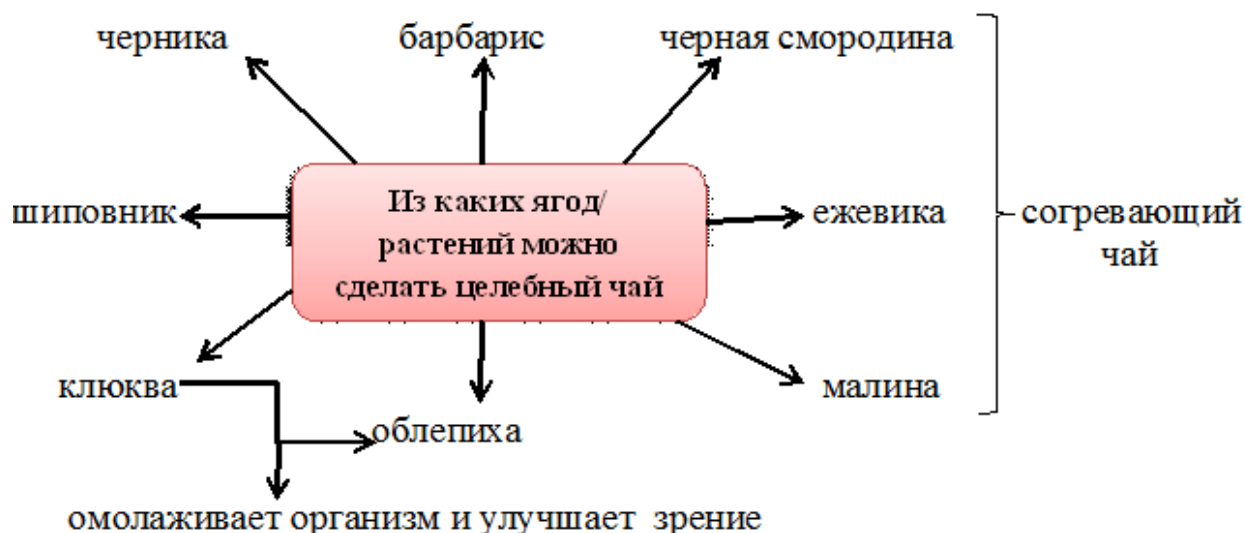 черника
барбарис
черная смородина
шиповник
Из каких ягод/
растений можно
сделать целебный чай
ежевика
согревающий
чай
клюква
малина
облепиха
омолаживает организм и улучшает зрение